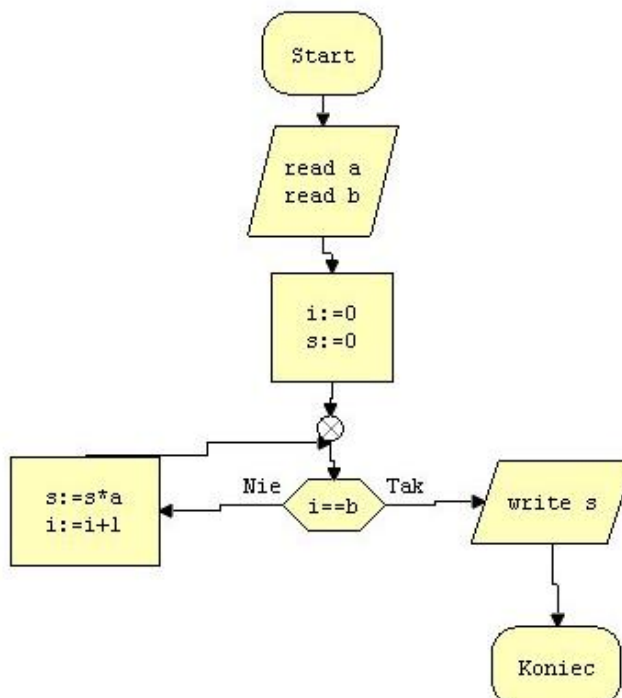 Start
read a
read b
i:=0
s:=0
Nie
Tak
s:=s*a
i:=i+1
i==b
write s
Koniec